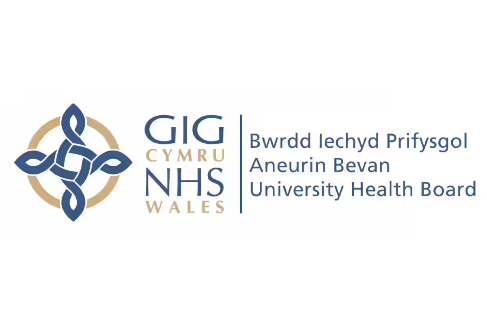 GIG
CYMRU
NHS
WALES
Bwrdd Iechyd Prifysgol
Aneurin Bevan
University Health Board